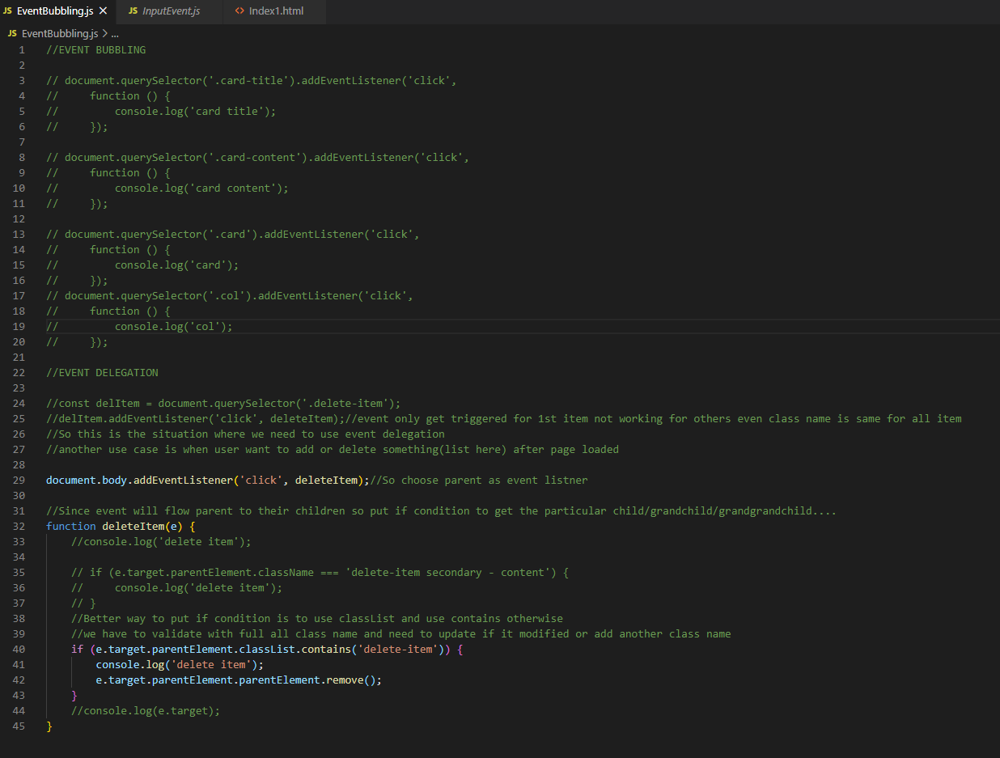 JS EventBubbling.js ✕ JS InputEvent.js <> Index1.html
JS EventBubbling.js > ...
1 //EVENT BUBBLING
2
3 // document.querySelector('.card-title').addEventListener('click',
4 //     function () {
5 //         console.log('card title');
6 //     });
7
8 // document.querySelector('.card-content').addEventListener('click',
9 //     function () {
10 //         console.log('card content');
11 //     });
12
13 // document.querySelector('.card').addEventListener('click',
14 //     function () {
15 //         console.log('card');
16 //     });
17 // document.querySelector('.col').addEventListener('click',
18 //     function () {
19 //         console.log('col');
20 //     });
21
22 //EVENT DELEGATION
23
24 //const delItem = document.querySelector('.delete-item');
25 //delItem.addEventListener('click', deleteItem);//event only get triggered for 1st item not working for others even class name is same for all item
26 //So this is the situation where we need to use event delegation
27 //another use case is when user want to add or delete something(list here) after page loaded
28
29 document.body.addEventListener('click', deleteItem);//So choose parent as event listner
30
31 //Since event will flow parent to their children so put if condition to get the particular child/grandchild/grandgrandchild....
32 function deleteItem(e) {
33     //console.log('delete item');
34
35     // if (e.target.parentElement.className === 'delete-item secondary - content') {
36     //     console.log('delete item');
37     // }
38     //Better way to put if condition is to use classList and use contains otherwise
39     //we have to validate with full all class name and need to update if it modified or add another class name
40     if (e.target.parentElement.classList.contains('delete-item')) {
41         console.log('delete item');
42         e.target.parentElement.parentElement.remove();
43     }
44     //console.log(e.target);
45 }